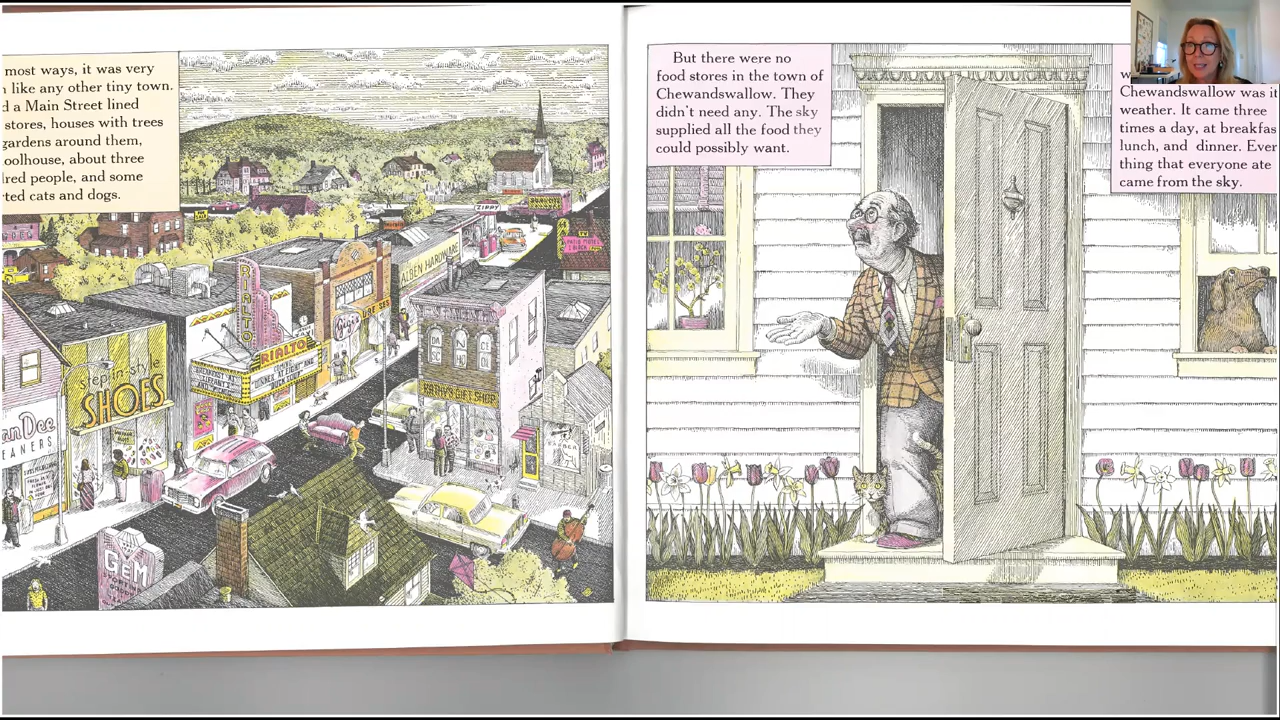 most ways, it was very
like any other tiny town.
a Main Street lined
stores, houses with trees
gardens around them,
oolhouse, about three
red people, and some
ted cats and dogs.
ZIPPY
RIALTO
RIALTO
Gigi's
SHOES
GIFT SHOP
GEM
But there were no
food stores in the town of
Chewandswallow. They
didn't need any. The sky
supplied all the food they
could possibly want.
Chewandswallow was it
weather. It came three
times a day, at breakfas
lunch, and dinner. Ever
thing that everyone ate
came from the sky.